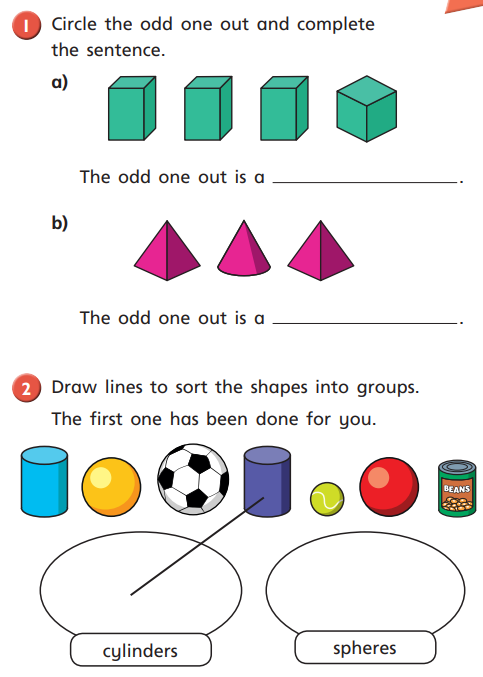 1 Circle the odd one out and complete
the sentence.
a)
The odd one out is a ____________________.
b)
The odd one out is a ____________________.
2 Draw lines to sort the shapes into groups.
The first one has been done for you.
BEANS
cylinders
spheres